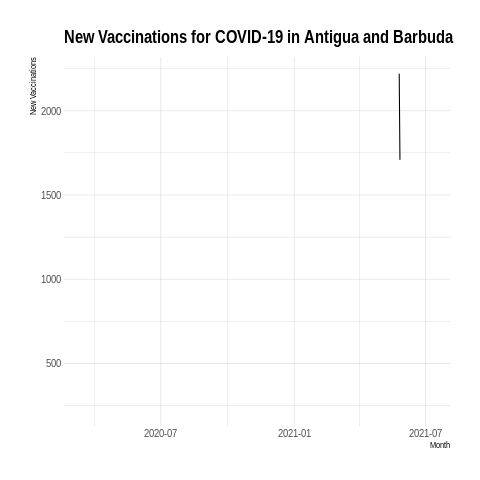 New Vaccinations for COVID-19 in Antigua and Barbuda
New Vaccinations
2000
1500
1000
500
2020-07 2021-01 2021-07
Month